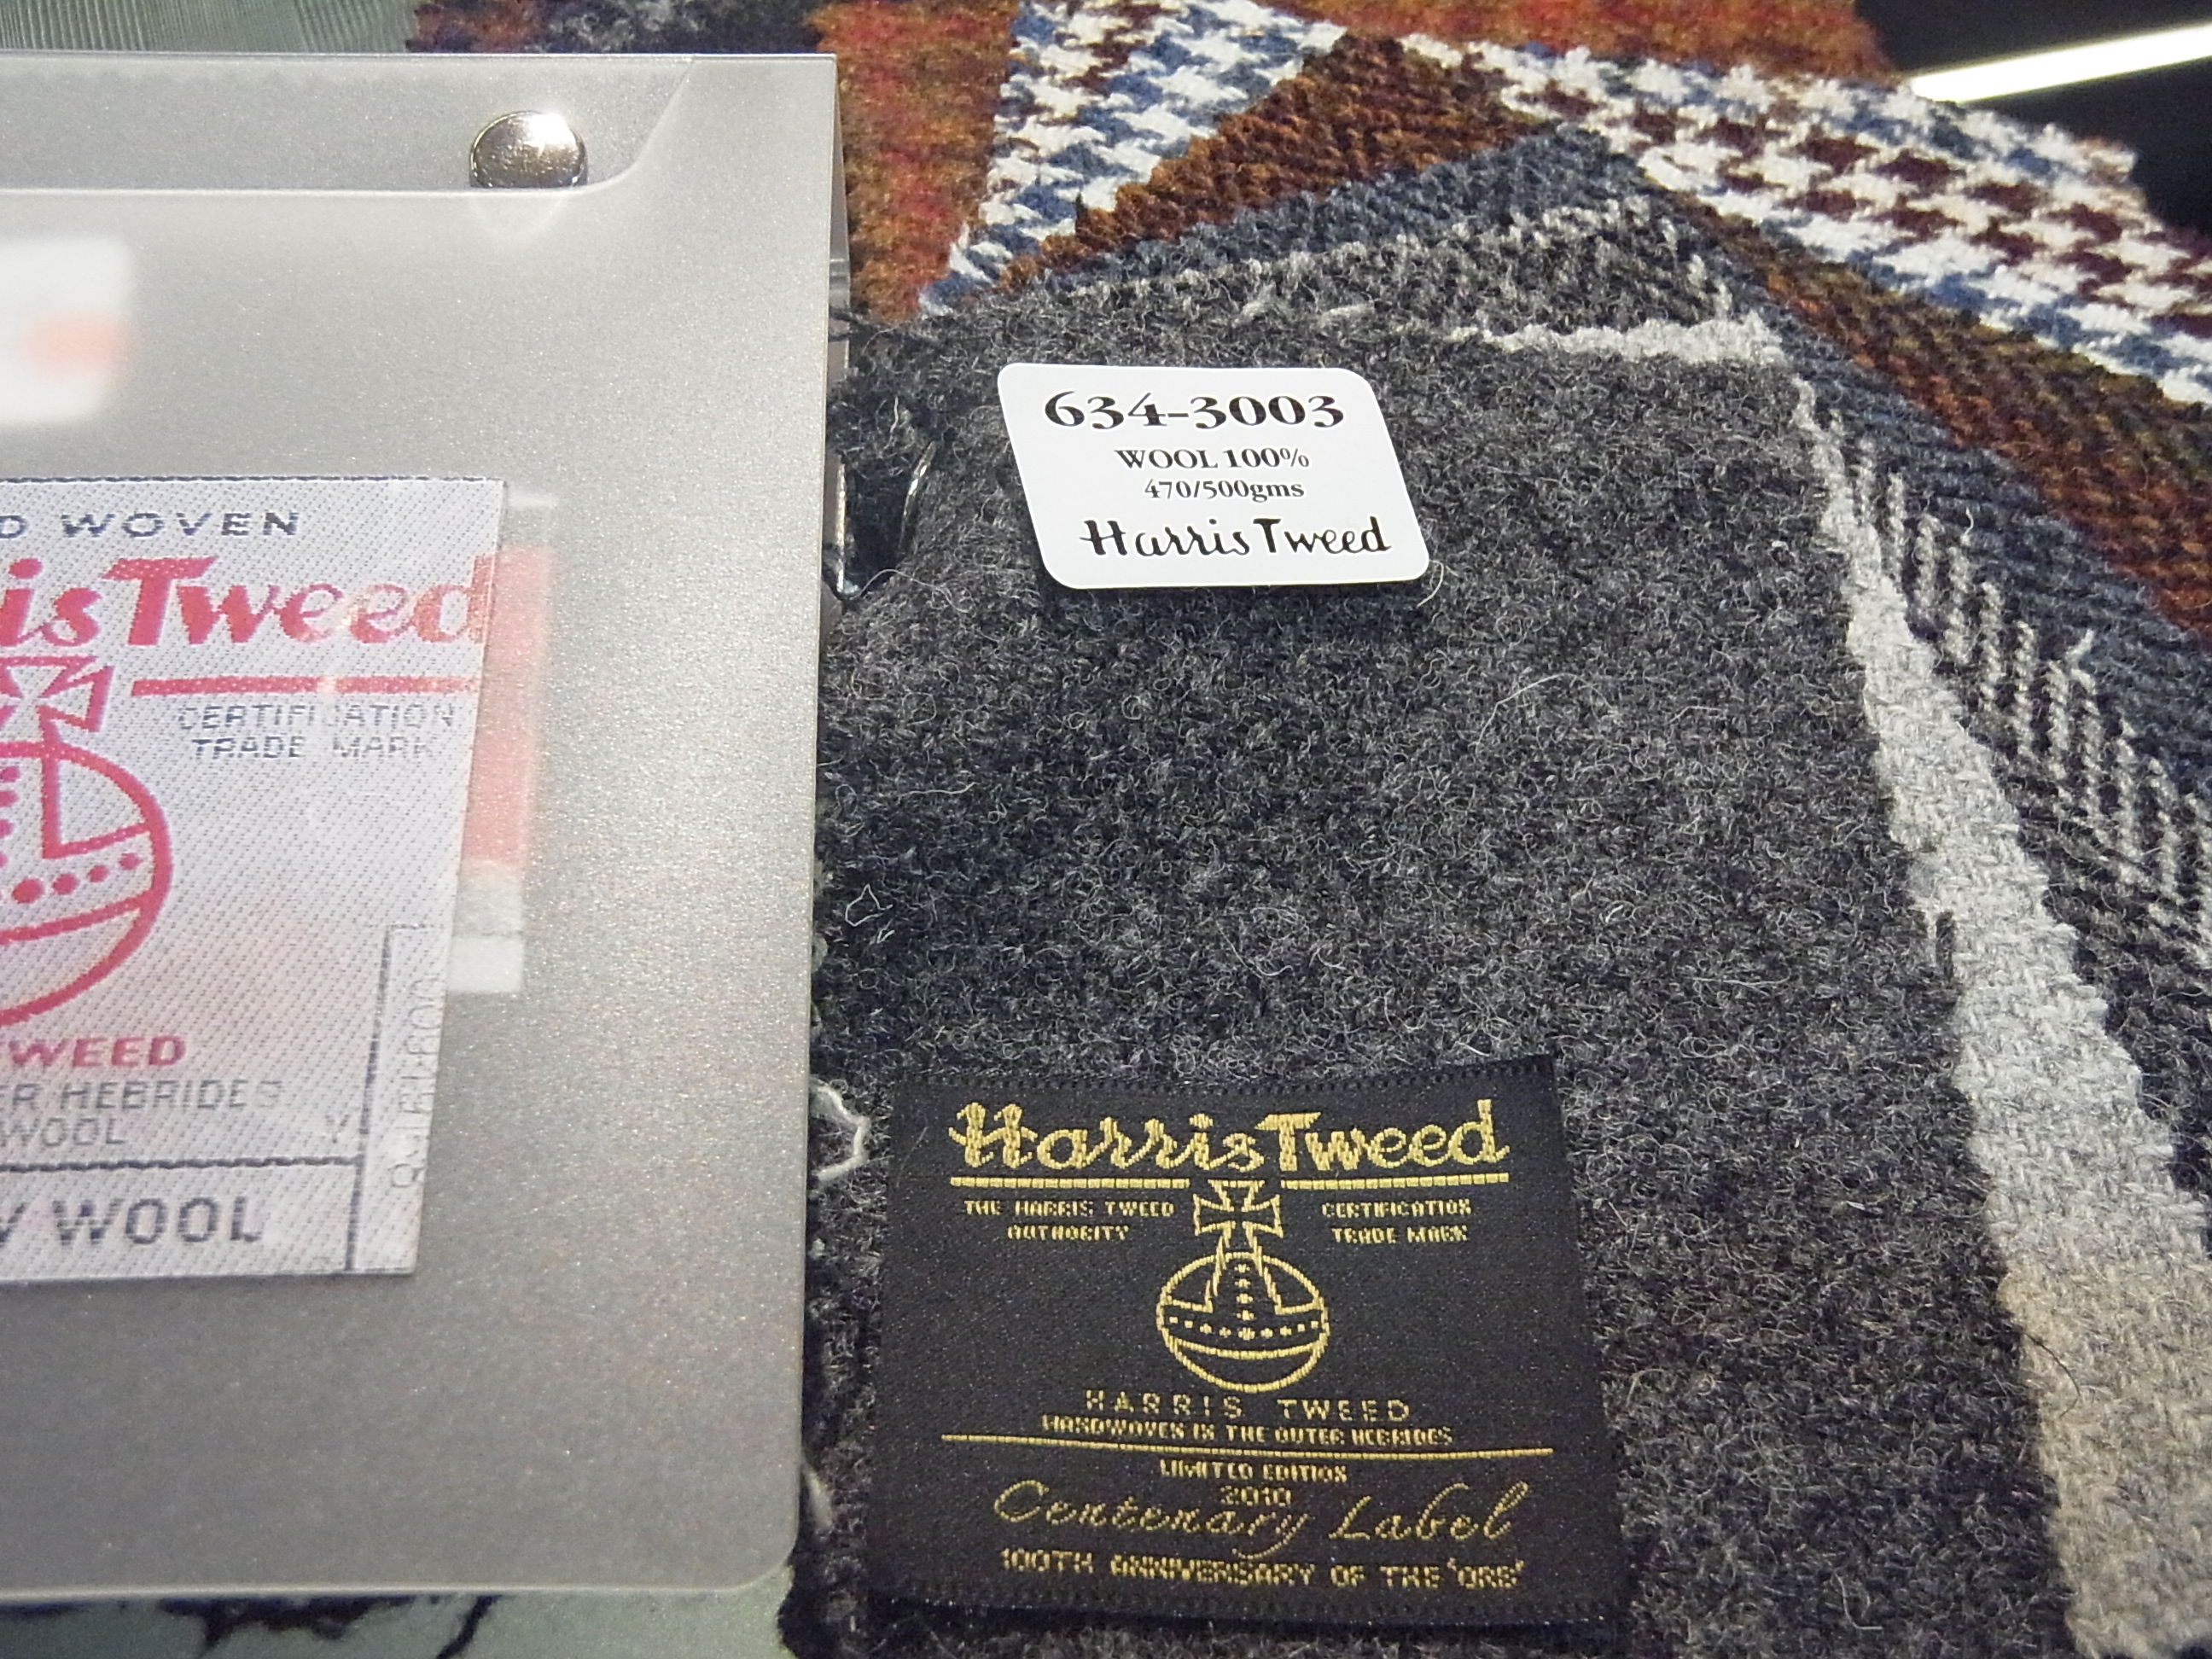 WOVEN
is Tweed
CERTIFICATION
TRADE MARK
WEED
HEBRIDES
WOOL
WOOL
634-3003
WOOL 100%
470/500gms
Harris Tweed
Harris Tweed
THE HARRIS TWEED
AUTHORITY
CERTIFICATION
TRADE MARK
HARRIS TWEED
HANDWOVEN IN THE OUTER HEBRIDES
LIMITED EDITION
2010
Centenary Label
100TH ANNIVERSARY OF THE 'ORB'